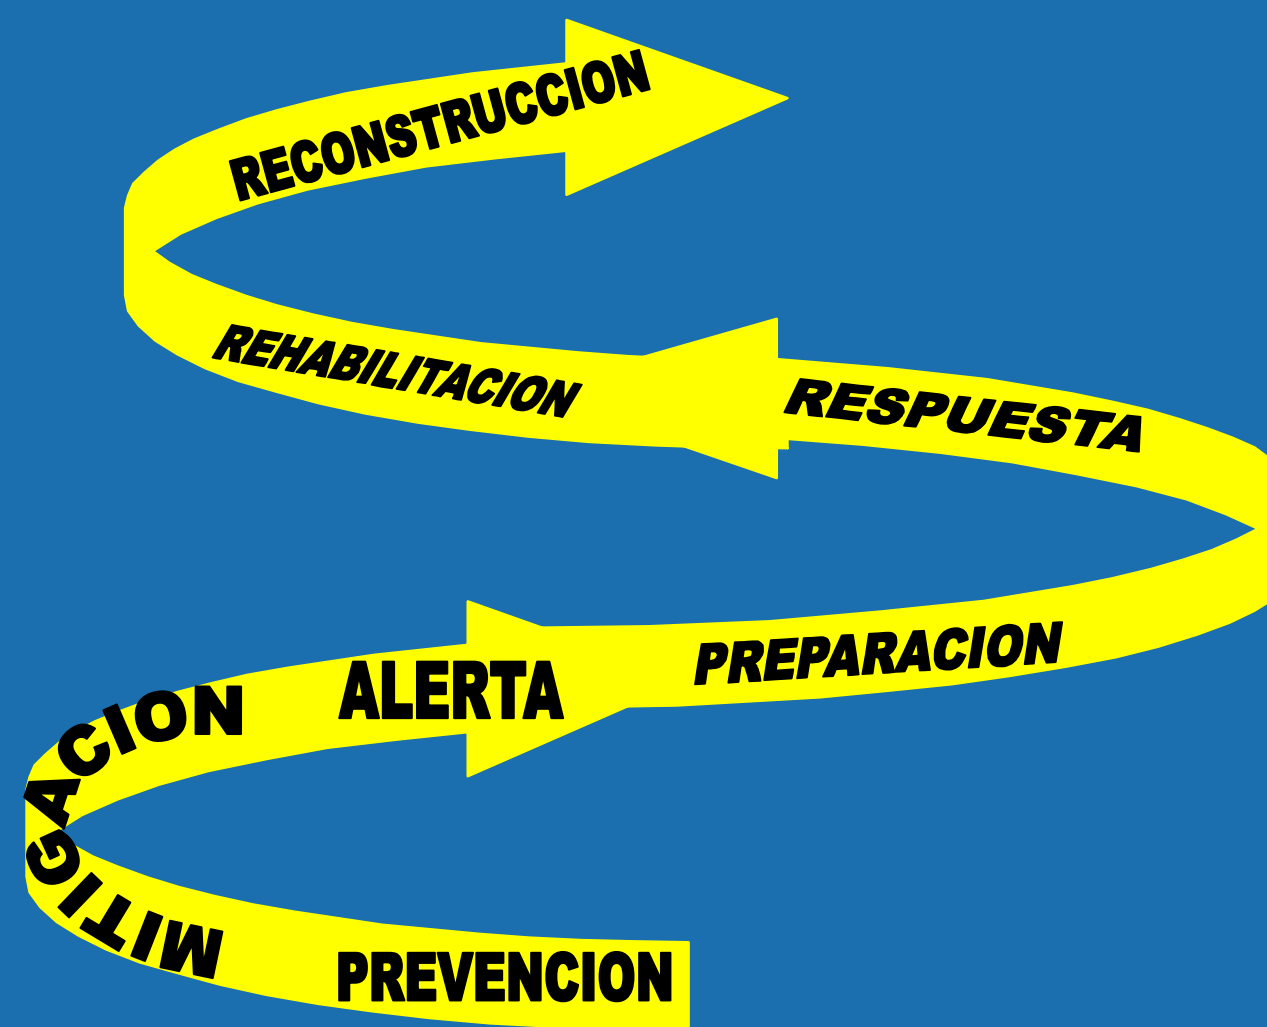 RECONSTRUCCION
REHABILITACION
RESPUESTA
PREPARACION
ALERTA
MITIGACION
PREVENCION